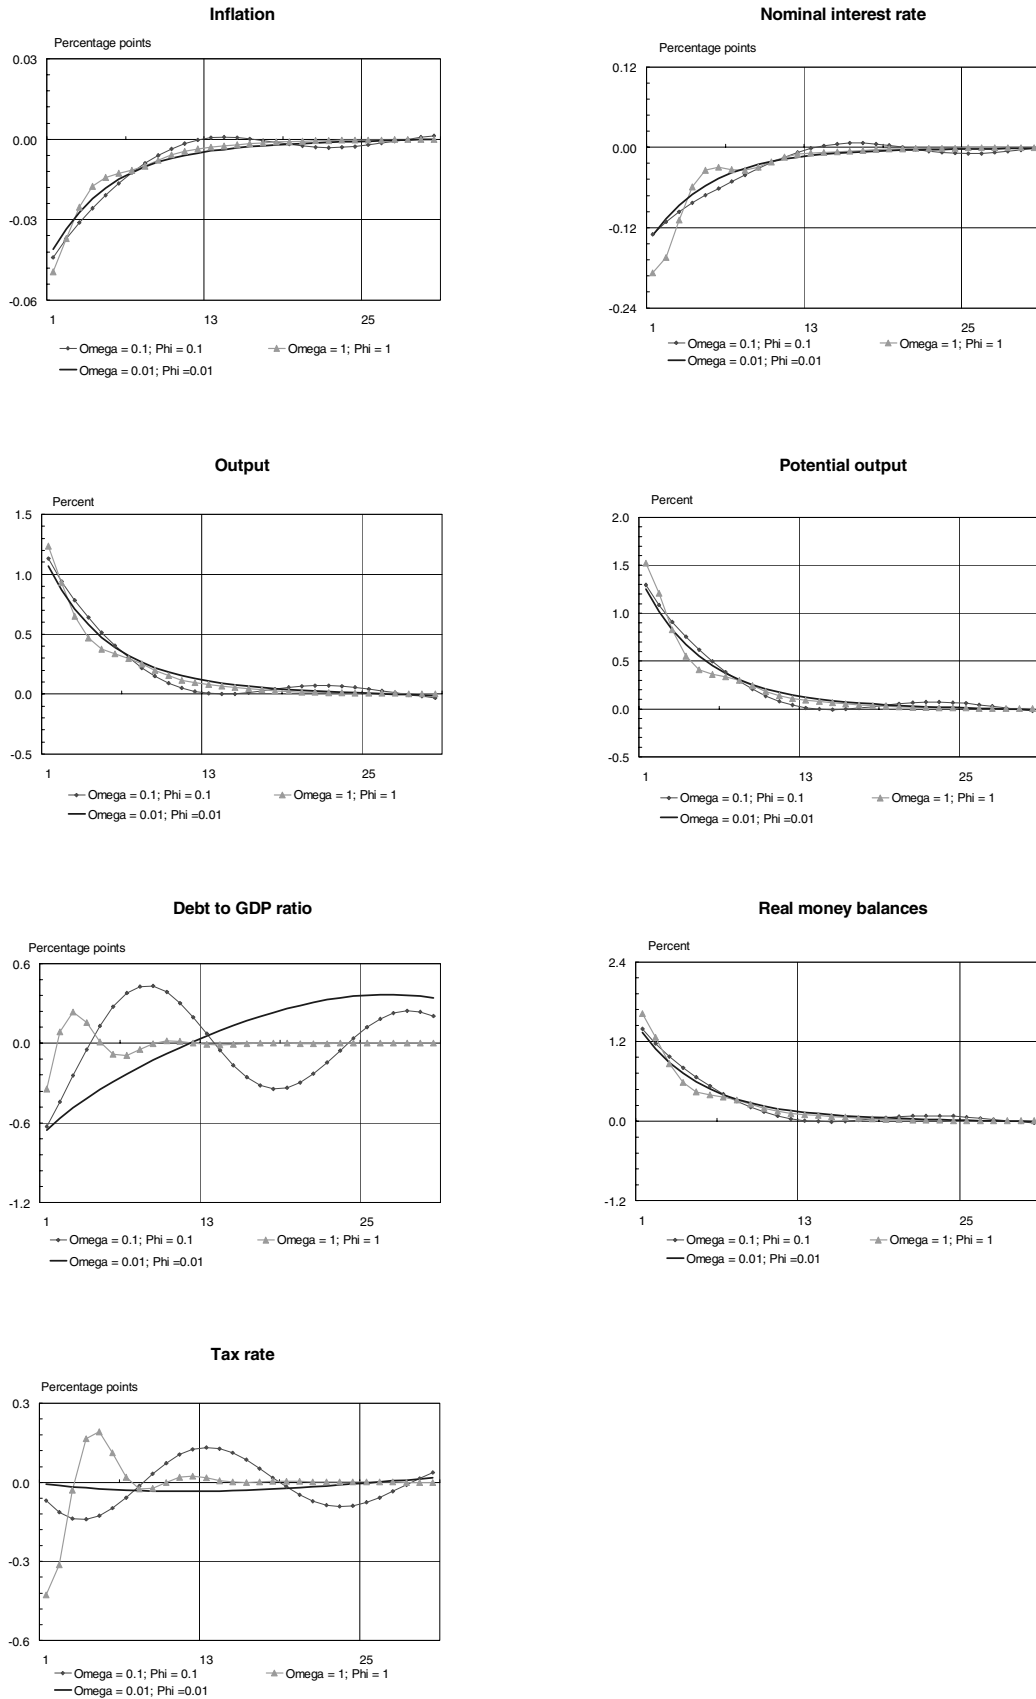 Inflation
Percentage points
0.03
0.00
-0.03
-0.06
1 13 25
Omega = 0.1; Phi = 0.1 Omega = 1; Phi = 1
Omega = 0.01; Phi =0.01
Nominal interest rate
Percentage points
0.12
0.00
-0.12
-0.24
1 13 25
Omega = 0.1; Phi = 0.1 Omega = 1; Phi = 1
Omega = 0.01; Phi =0.01
Output
Percent
1.5
1.0
0.5
0.0
-0.5
1 13 25
Omega = 0.1; Phi = 0.1 Omega = 1; Phi = 1
Omega = 0.01; Phi =0.01
Potential output
Percent
2.0
1.5
1.0
0.5
0.0
-0.5
1 13 25
Omega = 0.1; Phi = 0.1 Omega = 1; Phi = 1
Omega = 0.01; Phi =0.01
Debt to GDP ratio
Percentage points
0.6
0.0
-0.6
-1.2
1 13 25
Omega = 0.1; Phi = 0.1 Omega = 1; Phi = 1
Omega = 0.01; Phi =0.01
Real money balances
Percent
2.4
1.2
0.0
-1.2
1 13 25
Omega = 0.1; Phi = 0.1 Omega = 1; Phi = 1
Omega = 0.01; Phi =0.01
Tax rate
Percentage points
0.3
0.0
-0.3
-0.6
1 13 25
Omega = 0.1; Phi = 0.1 Omega = 1; Phi = 1
Omega = 0.01; Phi =0.01